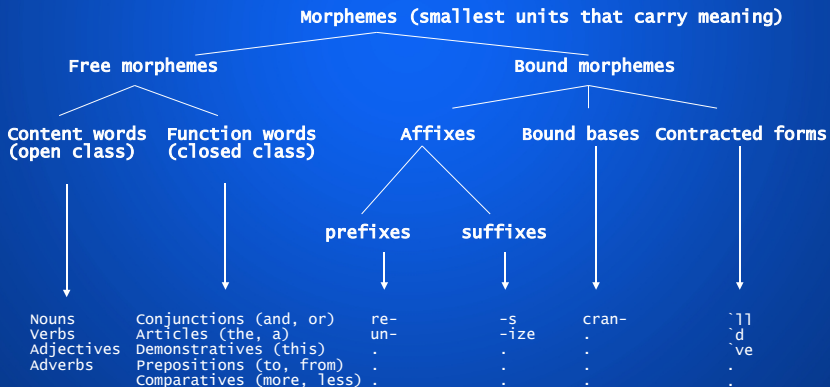 Morphemes (smallest units that carry meaning)
Free morphemes Bound morphemes
Content words Function words Affixes Bound bases Contracted forms
(open class) (closed class)
prefixes suffixes
Nouns Conjunctions (and, or) re- -s cran- `ll
Verbs Articles (the, a) un- -ize . `d
Adjectives Demonstratives (this) . . . `ve
Adverbs Prepositions (to, from) . . . .
Comparatives (more, less) . . . .